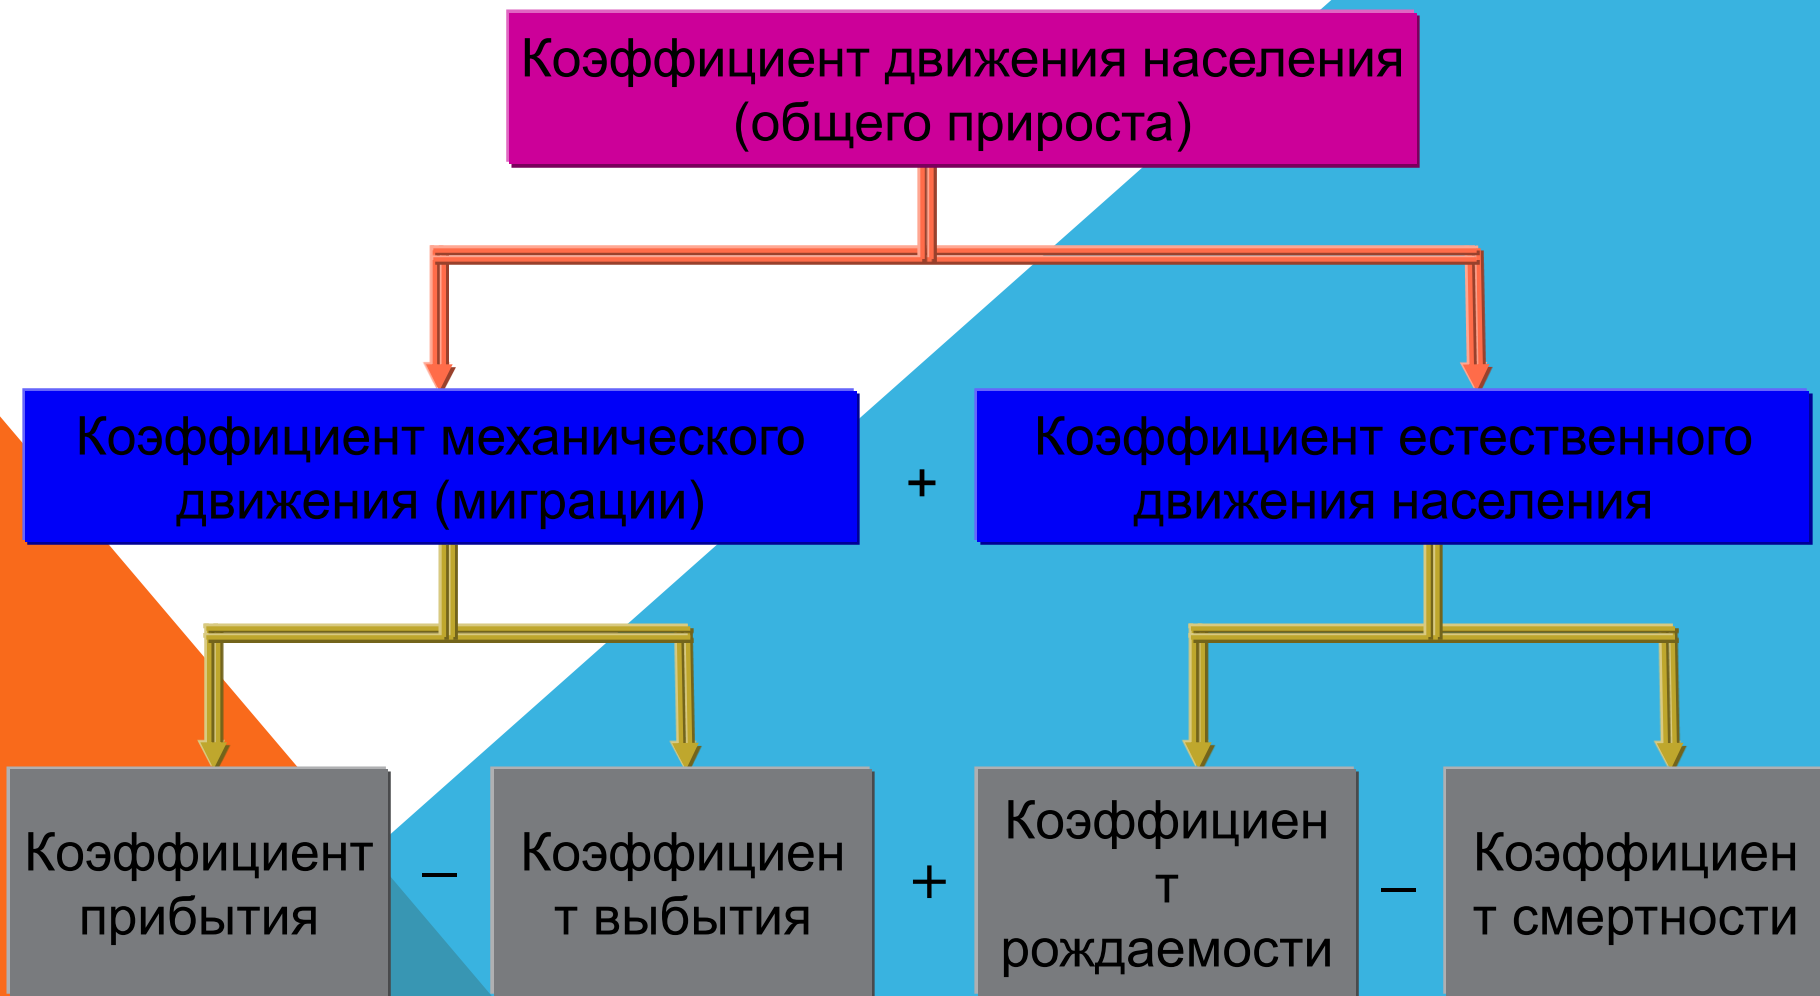 Коэффициент движения населения
(общего прироста)
Коэффициент механического
движения (миграции)
+
Коэффициент естественного
движения населения
Коэффициент
прибытия
–
Коэффициен
т выбытия
+
Коэффициен
т
рождаемости
–
Коэффициен
т смертности